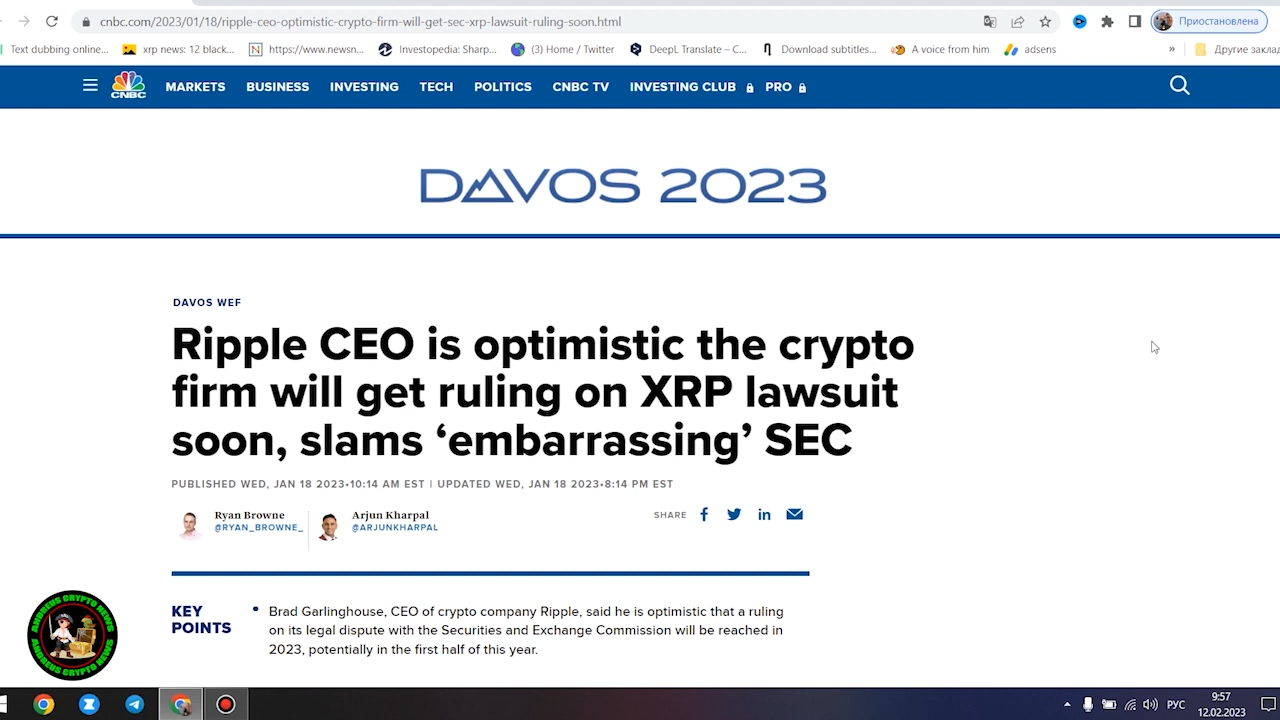 cnbc.com/2023/01/18/ripple-ceo-optimistic-crypto-firm-will-get-sec-xrp-lawsuit-ruling-soon.html
Приостановлена
Text dubbing online...
xrp news: 12 black...
https://www.newsn...
Investopedia: Sharp...
(3) Home / Twitter
DeepL Translate – C...
Download subtitles...
A voice from him
adsens
»
Другие заклад
CNBC
MARKETS
BUSINESS
INVESTING
TECH
POLITICS
CNBC TV
INVESTING CLUB
PRO
DAVOS 2023
DAVOS WEF
Ripple CEO is optimistic the crypto
firm will get ruling on XRP lawsuit
soon, slams ‘embarrassing’ SEC
PUBLISHED WED, JAN 18 2023•10:14 AM EST | UPDATED WED, JAN 18 2023•8:14 PM EST
Ryan Browne
@RYAN_BROWNE_
Arjun Kharpal
@ARJUNKHARPAL
SHARE
KEY
POINTS
• Brad Garlinghouse, CEO of crypto company Ripple, said he is optimistic that a ruling
on its legal dispute with the Securities and Exchange Commission will be reached in
2023, potentially in the first half of this year.
ANDREUS CRYPTO NEWS
ANDREUS CRYPTO NEWS
РУС
9:57
12.02.2023